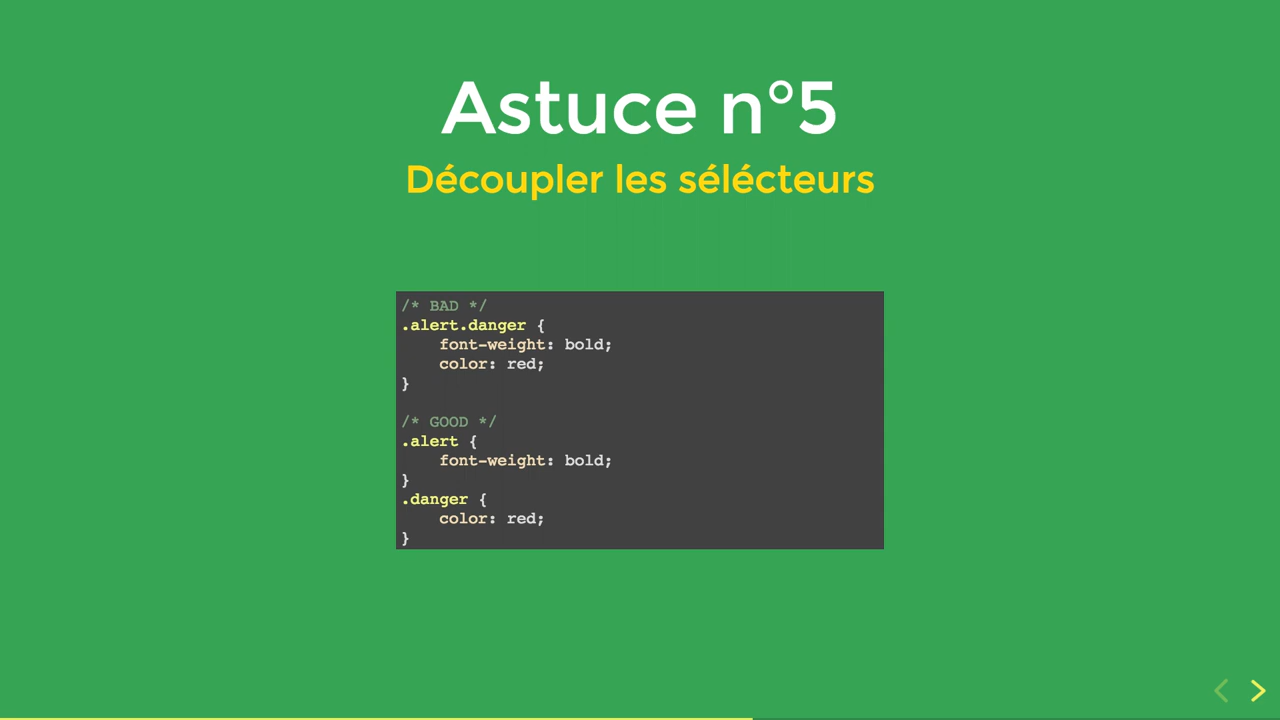 Astuce n°5
Découpler les sélécteurs
/* BAD */
.alert.danger {
    font-weight: bold;
    color: red;
}

/* GOOD */
.alert {
    font-weight: bold;
}
.danger {
    color: red;
}